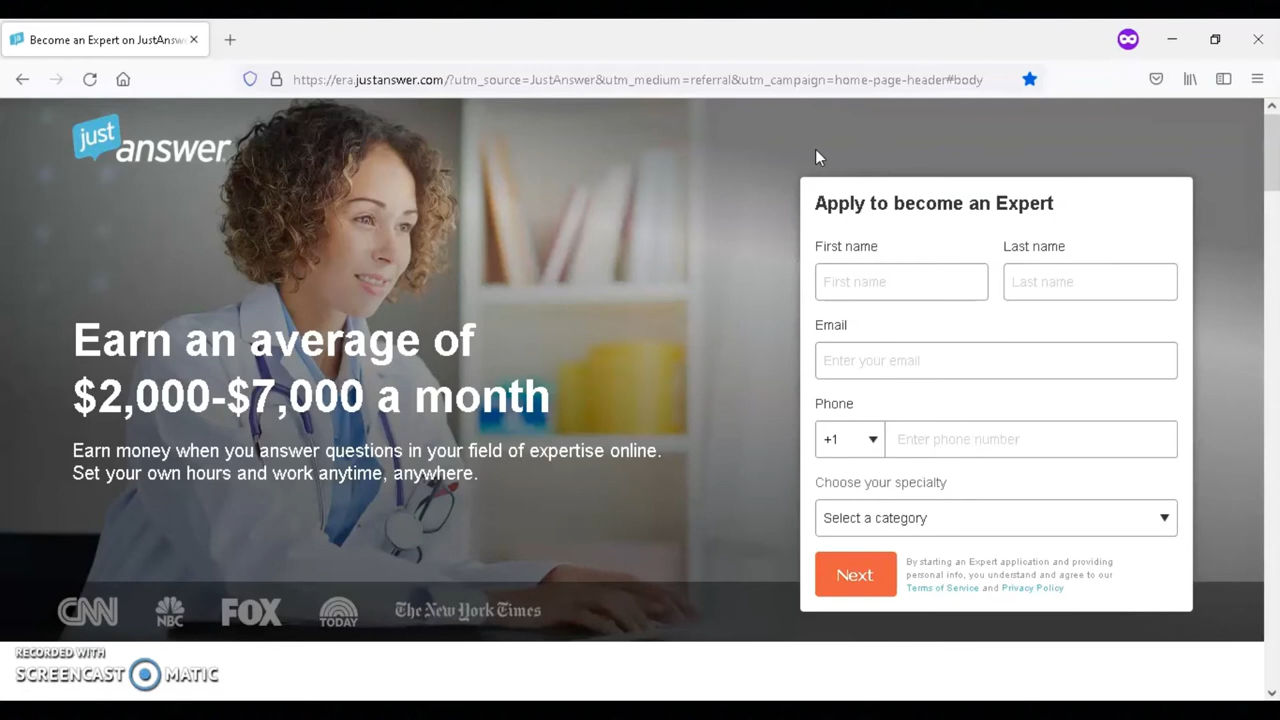 Become an Expert on JustAnsw
https://era.justanswer.com/?utm_source=JustAnswer&utm_medium=referral&utm_campaign=home-page-header#body
just
answer
Earn an average of
$2,000-$7,000 a month
Earn money when you answer questions in your field of expertise online.
Set your own hours and work anytime, anywhere.
CNN
NBC
FOX
TODAY
The New York Times
Apply to become an Expert
First name
Last name
First name
Last name
Email
Enter your email
Phone
+1
Enter phone number
Choose your specialty
Select a category
Next
By starting an Expert application and providing
personal info, you understand and agree to our
Terms of Service and Privacy Policy
RECORDED WITH
SCREENCAST MATIC